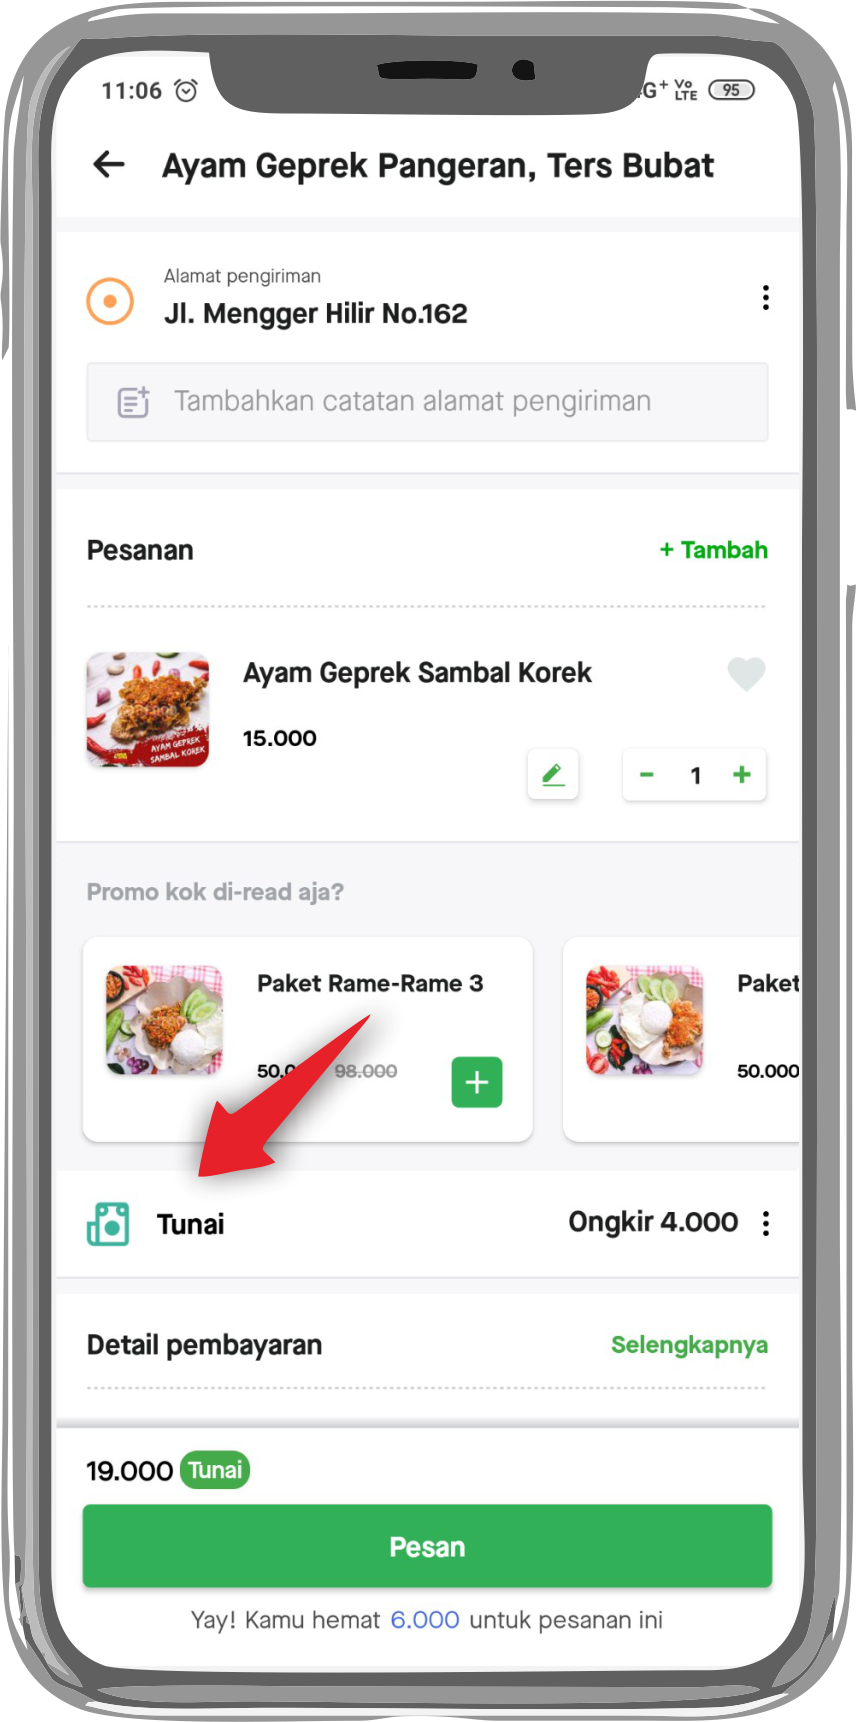 11:06 G+ Vo LTE 95
Ayam Geprek Pangeran, Ters Bubat
Alamat pengiriman
Jl. Mengger Hilir No.162
Tambahkan catatan alamat pengiriman
Pesanan + Tambah
Ayam Geprek Sambal Korek
15.000
AYAM GEPREK
SAMBAL KOREK
- 1 +
Promo kok di-read aja?
Paket Rame-Rame 3
98.000
+
Paket
50.000
Tunai Ongkir 4.000
Detail pembayaran Selengkapnya
19.000 Tunai
Pesan
Yay! Kamu hemat 6.000 untuk pesanan ini